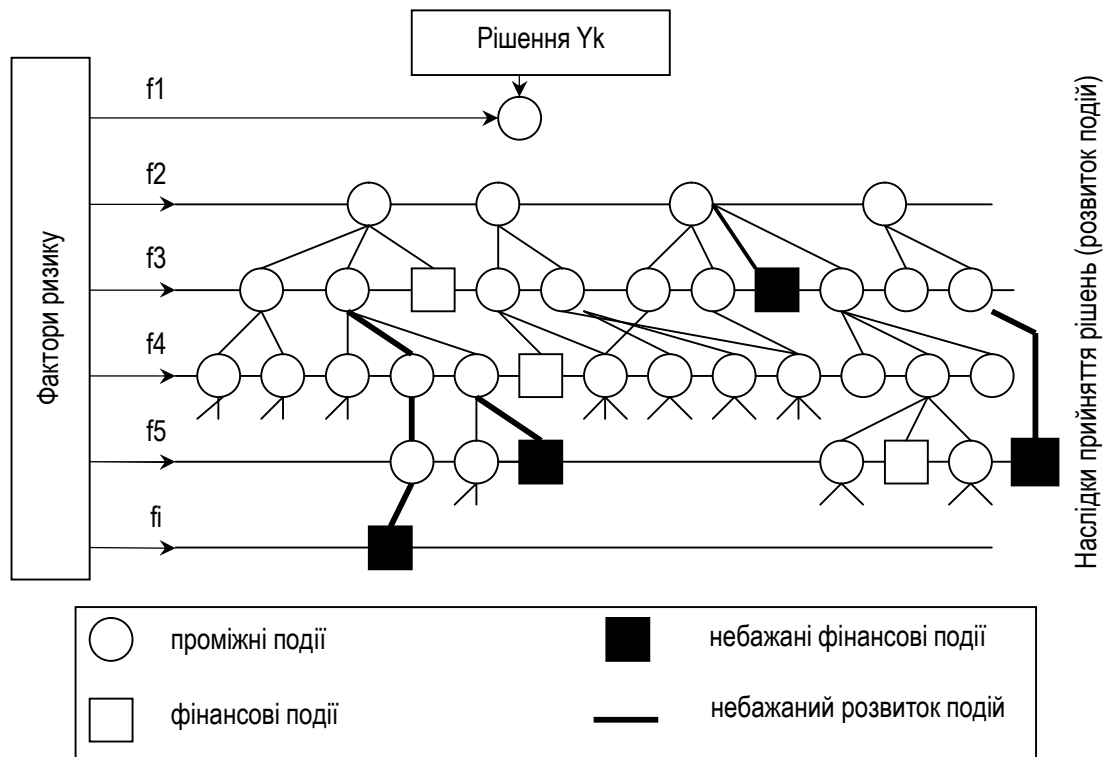 Рішення Yk
Фактори ризику
f1
f2
f3
f4
f5
fi
Наслідки прийняття рішень (розвиток подій)
проміжні події
небажані фінансові події
фінансові події
небажаний розвиток подій